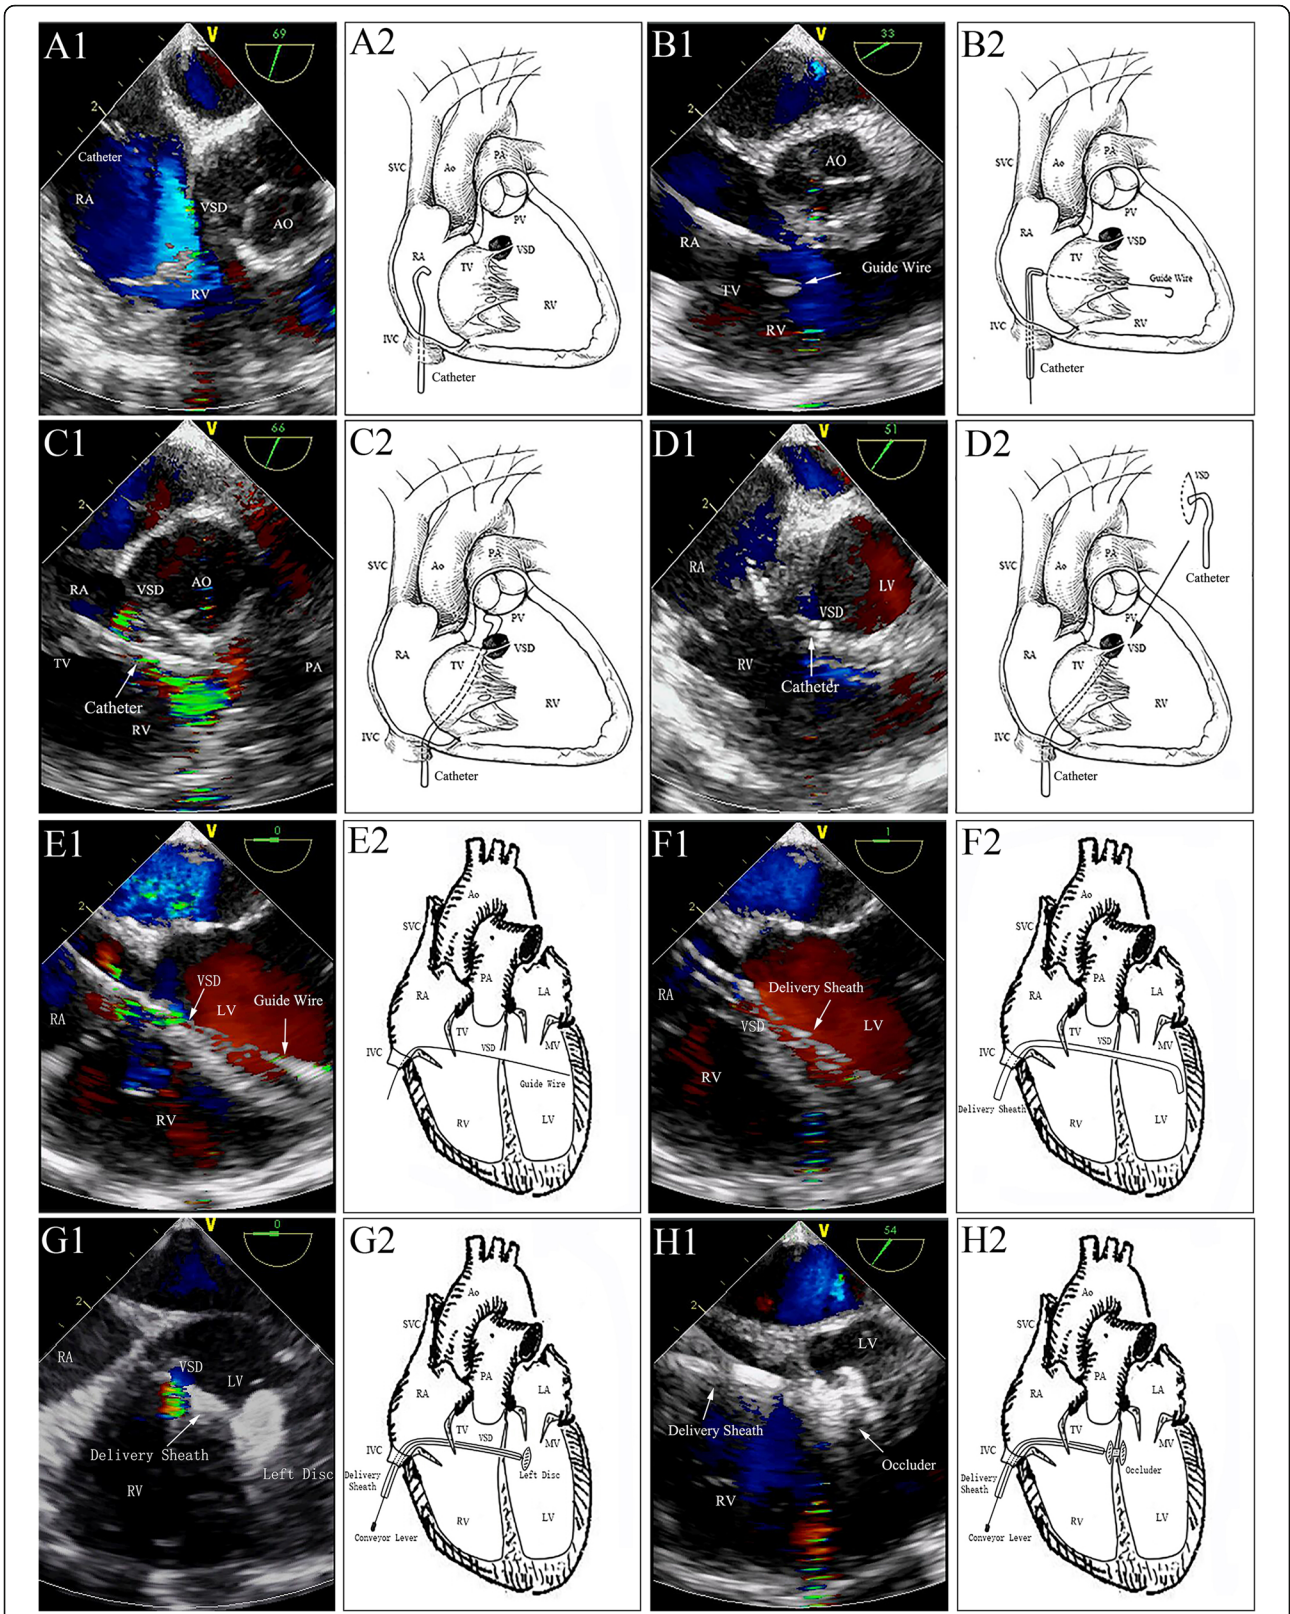 A1
V
69
2
Catheter
RA
VSD
AO
RV
A2
SVC
Ao
PA
PV
RA
TV
VSD
RV
IVC
Catheter
B1
V
33
2
AO
RA
Guide Wire
TV
RV
B2
SVC
Ao
PA
PV
RA
TV
VSD
Guide Wire
RV
IVC
Catheter
C1
V
66
2
RA
VSD
AO
TV
PA
Catheter
RV
C2
SVC
Ao
PA
PV
RA
TV
VSD
RV
IVC
Catheter
D1
V
51
2
RA
LV
VSD
RV
Catheter
D2
VSD
Catheter
SVC
Ao
PA
PV
RA
TV
VSD
RV
IVC
Catheter
E1
V
0
2
VSD
Guide Wire
LV
RA
RV
E2
Ao
SVC
PA
RA
LA
TV
VSD
MV
IVC
Guide Wire
RV
LV
F1
V
1
2
Delivery Sheath
RA
VSD
LV
RV
F2
Ao
SVC
PA
RA
LA
TV
VSD
MV
IVC
Delivery Sheath
RV
LV
G1
V
0
2
RA
VSD
LV
Delivery Sheath
Left Disc
RV
G2
Ao
SVC
PA
RA
LA
TV
VSD
MV
IVC
Delivery
Sheath
Left Disc
RV
LV
Conveyor Lever
H1
V
54
2
LV
Delivery Sheath
Occluder
RV
H2
Ao
SVC
PA
RA
LA
TV
MV
IVC
Delivery
Sheath
Occluder
RV
LV
Conveyor Lever